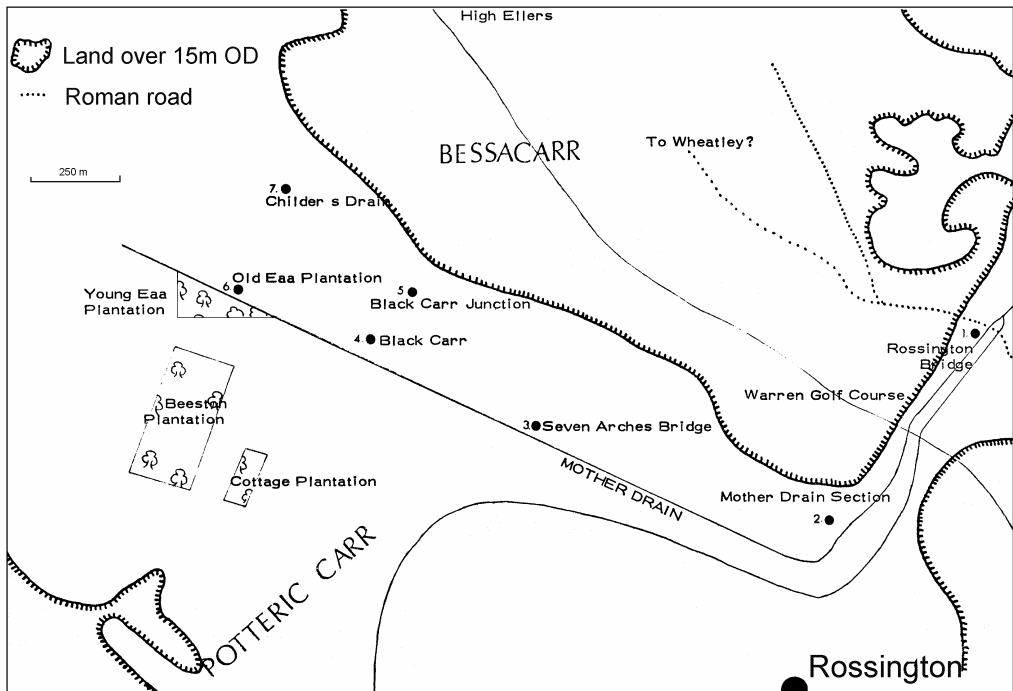 High Ellers
Land over 15m OD
Roman road
250 m
BESSACARR
To Wheatley?
7.
Childer s Drain
6.
Old Eaa Plantation
5
Black Carr Junction
Young Eaa
Plantation
4.
Black Carr
1.
Rossington
Bridge
Beeston
Plantation
Warren Golf Course
3.
Seven Arches Bridge
MOTHER DRAIN
Cottage Plantation
Mother Drain Section
2.
POTTERIC CARR
Rossington